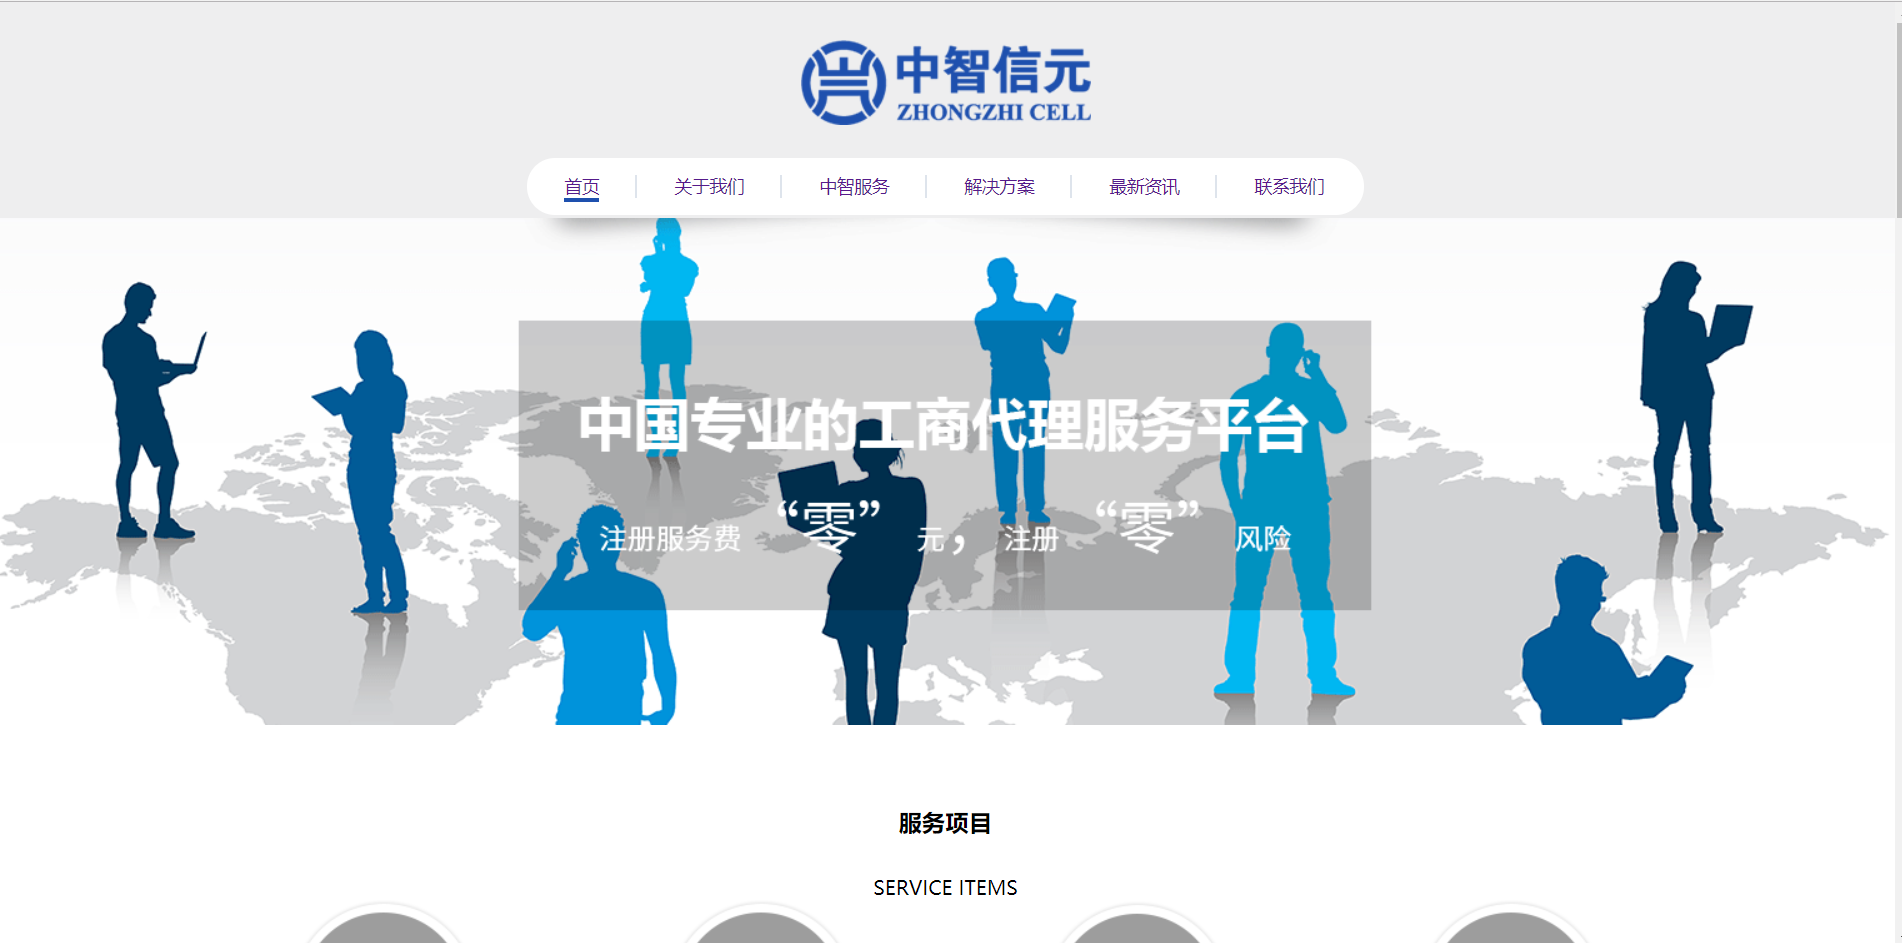 中智信元
ZHONGZHI CELL
首页 关于我们 中智服务 解决方案 最新资讯 联系我们
中国专业的工商代理服务平台
注册服务费 “零” 元， 注册 “零” 风险
服务项目
SERVICE ITEMS